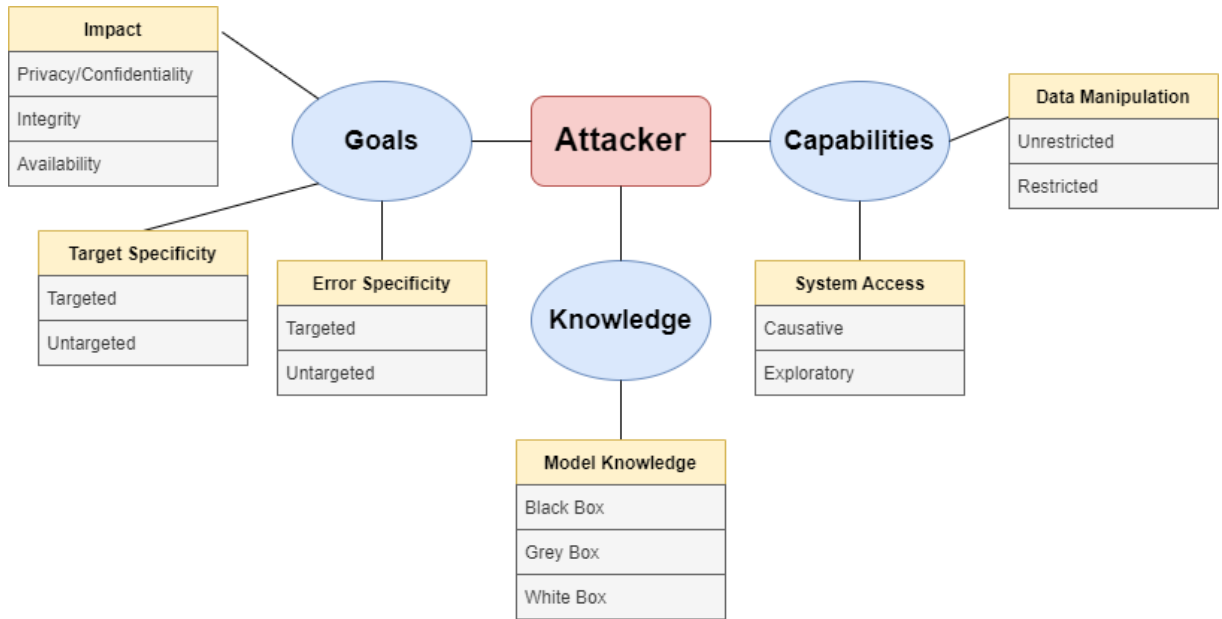 Impact
Privacy/Confidentiality
Integrity
Availability
Goals
Attacker
Capabilities
Data Manipulation
Unrestricted
Restricted
Target Specificity
Targeted
Untargeted
Error Specificity
Targeted
Untargeted
Knowledge
System Access
Causative
Exploratory
Model Knowledge
Black Box
Grey Box
White Box